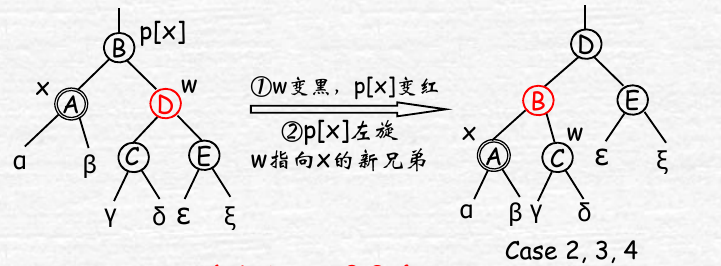 B p[x]
x A D w
C E
α β
γ δ ε ξ
①w变黑，p[x]变红
②p[x]左旋
w指向x的新兄弟
D
B E
x A C w
ε ξ
α β γ δ
Case 2, 3, 4